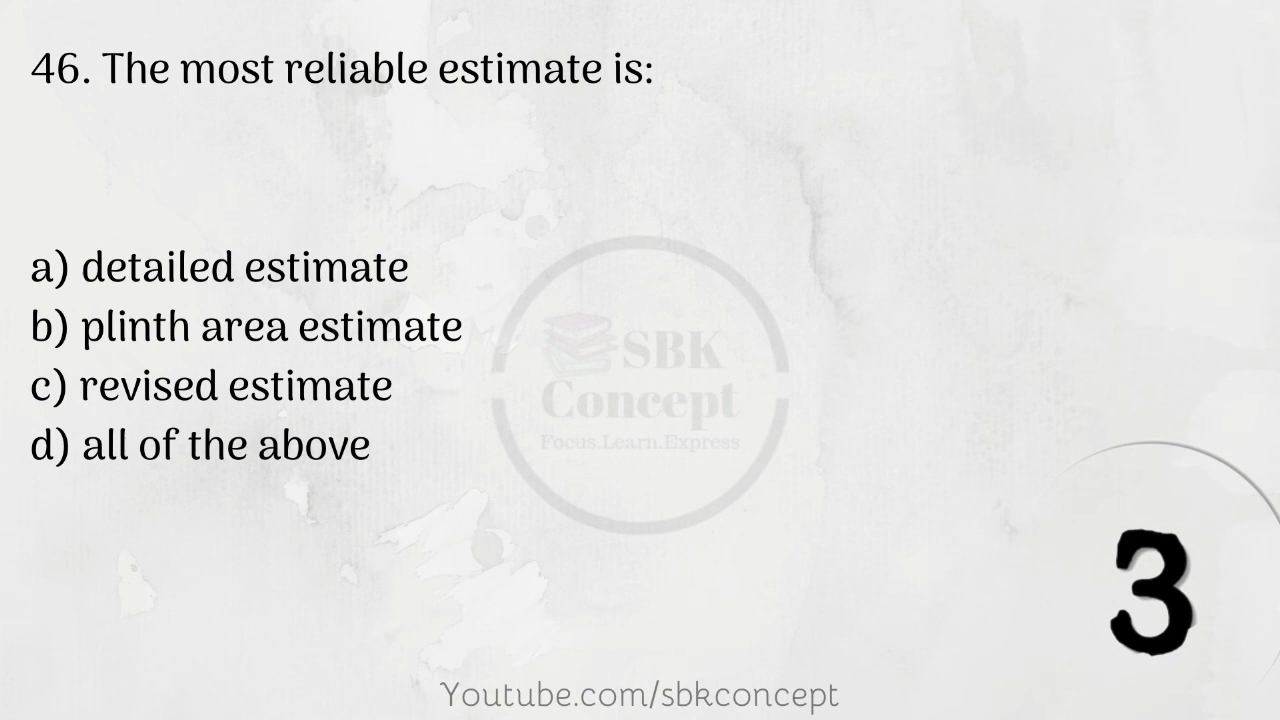 46. The most reliable estimate is:
a) detailed estimate
b) plinth area estimate
c) revised estimate
d) all of the above
SBK
Concept
Focus.Learn.Express
3
Youtube.com/sbkconcept